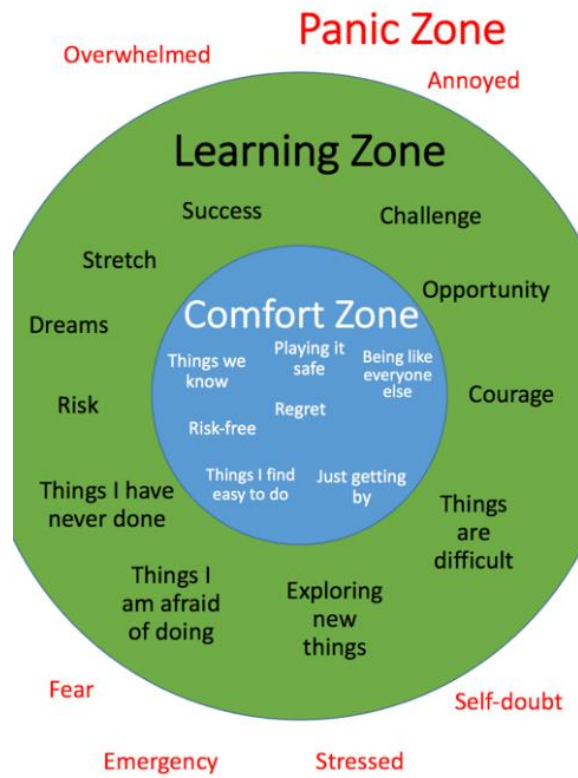 Panic Zone
Overwhelmed
Annoyed
Learning Zone
Success
Challenge
Stretch
Opportunity
Dreams
Comfort Zone
Things we
know
Playing it
safe
Being like
everyone
else
Risk
Regret
Courage
Risk-free
Things I find
easy to do
Just getting
by
Things I have
never done
Things
are
difficult
Things I
am afraid
of doing
Exploring
new
things
Fear
Self-doubt
Emergency
Stressed